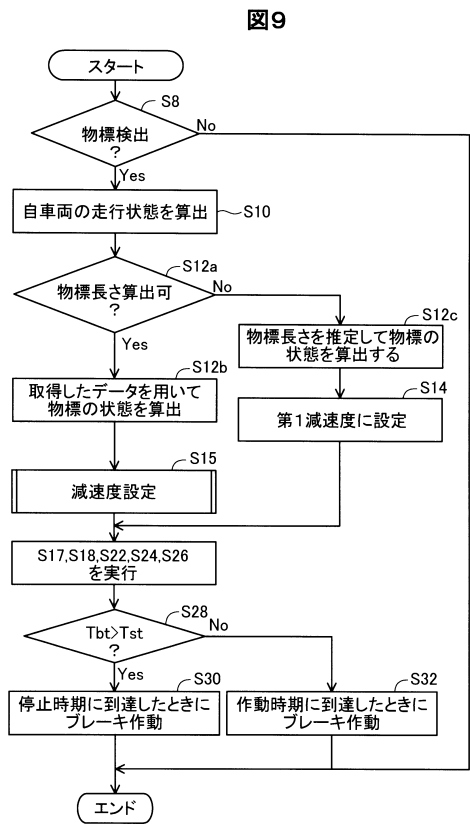 図9
スタート
S8
物標検出
?
No
Yes
自車両の走行状態を算出
S10
S12a
物標長さ算出可
?
No
Yes
S12c
物標長さを推定して物標の
状態を算出する
S12b
取得したデータを用いて
物標の状態を算出
S14
第1減速度に設定
S15
減速度設定
S17,S18,S22,S24,S26
を実行
S28
Tbt>Tst
?
No
Yes
S30
停止時期に到達したときに
ブレーキ作動
S32
作動時期に到達したときに
ブレーキ作動
エンド